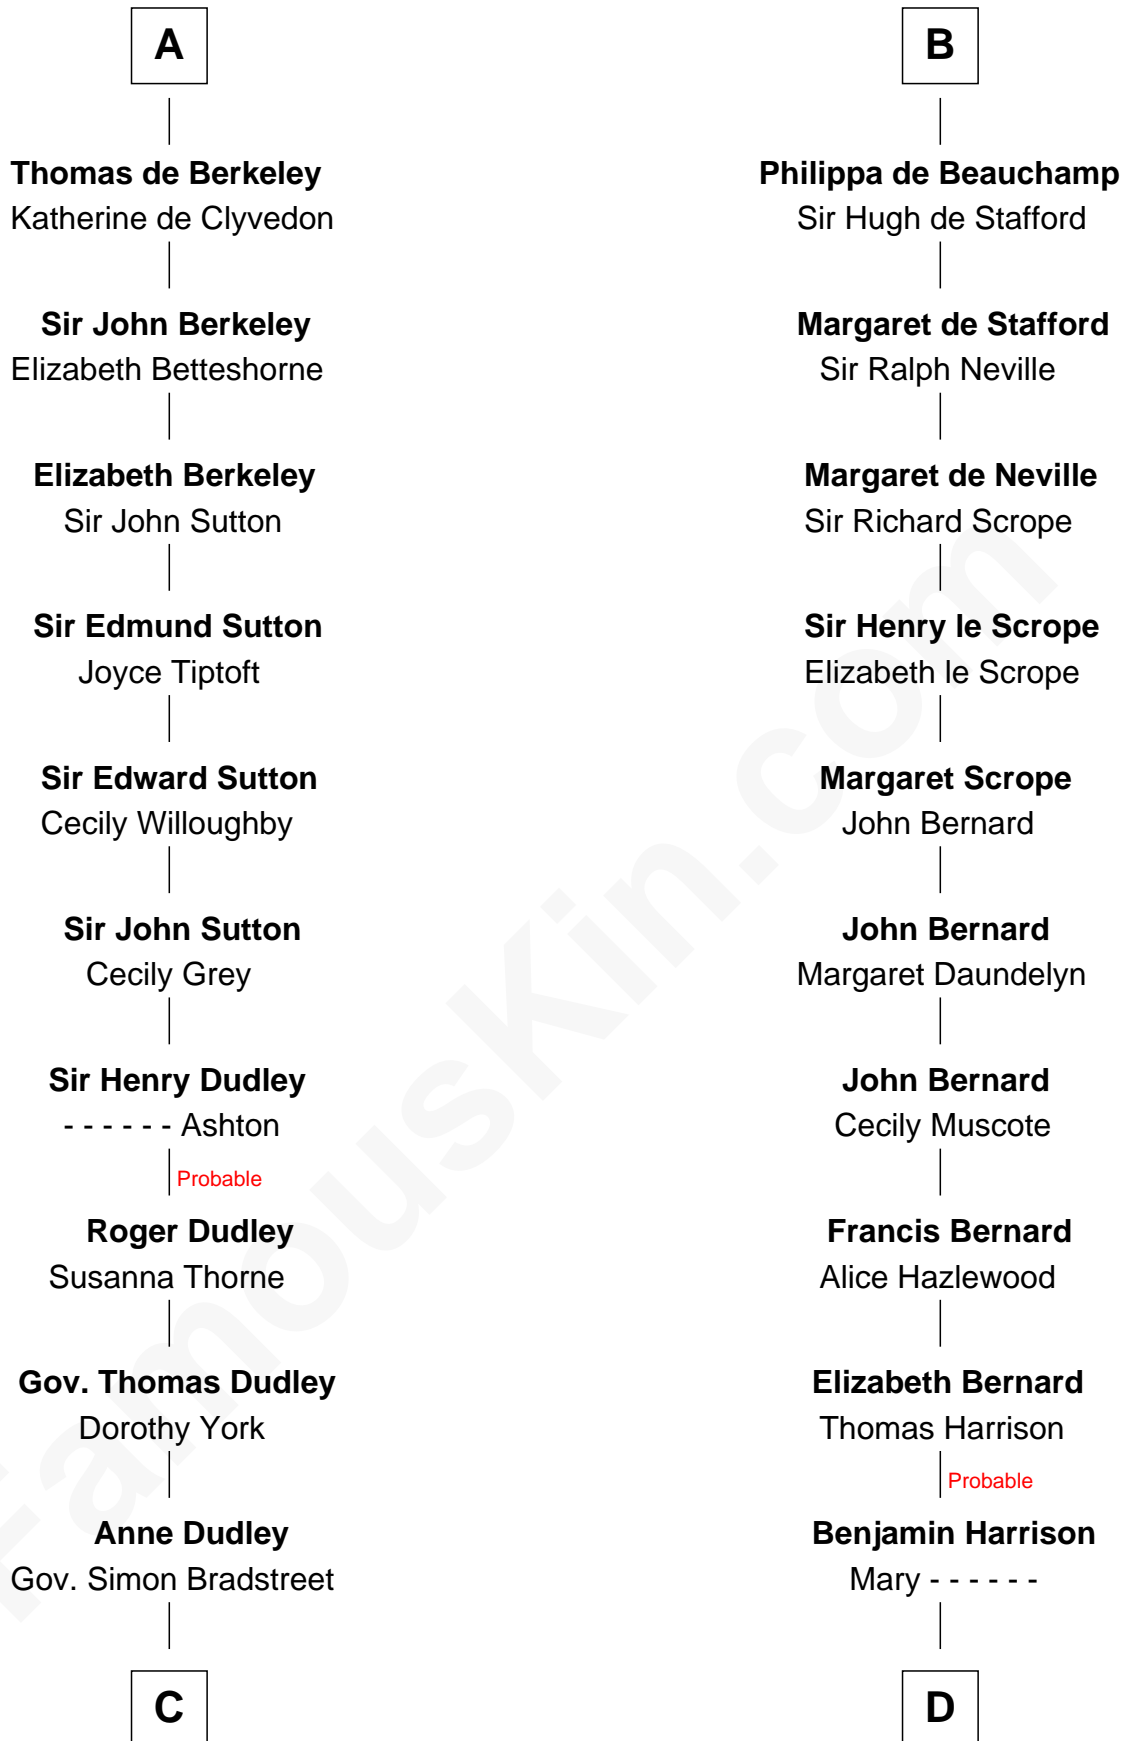 A
Thomas de Berkeley
Katherine de Clyvedon
Sir John Berkeley
Elizabeth Betteshorne
Elizabeth Berkeley
Sir John Sutton
Sir Edmund Sutton
Joyce Tiptoft
Sir Edward Sutton
Cecily Willoughby
Sir John Sutton
Cecily Grey
Sir Henry Dudley
- - - - - - Ashton
Probable
Roger Dudley
Susanna Thorne
Gov. Thomas Dudley
Dorothy York
Anne Dudley
Gov. Simon Bradstreet
C
B
Philippa de Beauchamp
Sir Hugh de Stafford
Margaret de Stafford
Sir Ralph Neville
Margaret de Neville
Sir Richard Scrope
Sir Henry le Scrope
Elizabeth le Scrope
Margaret Scrope
John Bernard
John Bernard
Margaret Daundelyn
John Bernard
Cecily Muscote
Francis Bernard
Alice Hazlewood
Elizabeth Bernard
Thomas Harrison
Probable
Benjamin Harrison
Mary - - - - - -
D
FamousKin.com